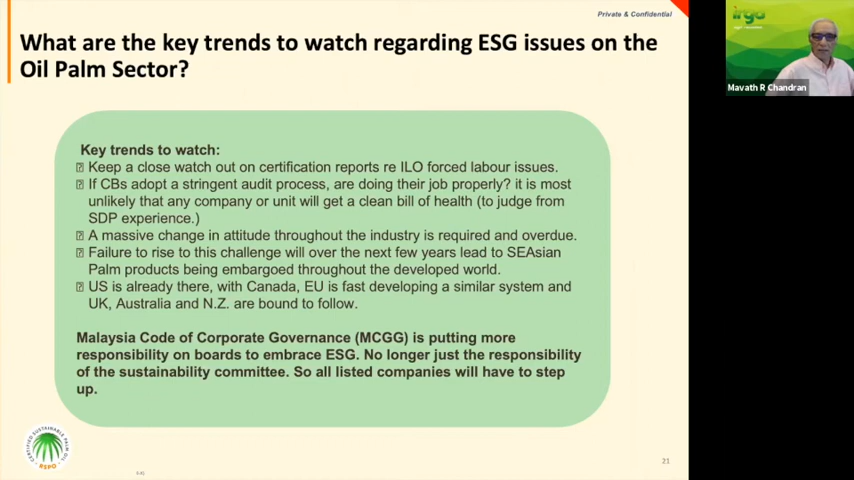 Private & Confidential
What are the key trends to watch regarding ESG issues on the
Oil Palm Sector?
Key trends to watch:
Keep a close watch out on certification reports re ILO forced labour issues.
If CBs adopt a stringent audit process, are doing their job properly? it is most
unlikely that any company or unit will get a clean bill of health (to judge from
SDP experience.)
A massive change in attitude throughout the industry is required and overdue.
Failure to rise to this challenge will over the next few years lead to SEAsian
Palm products being embargoed throughout the developed world.
US is already there, with Canada, EU is fast developing a similar system and
UK, Australia and N.Z. are bound to follow.
Malaysia Code of Corporate Governance (MCGG) is putting more
responsibility on boards to embrace ESG. No longer just the responsibility
of the sustainability committee. So all listed companies will have to step
up.
CERTIFIED SUSTAINABLE PALM OIL
RSPO
21
irga
Mavath R Chandran